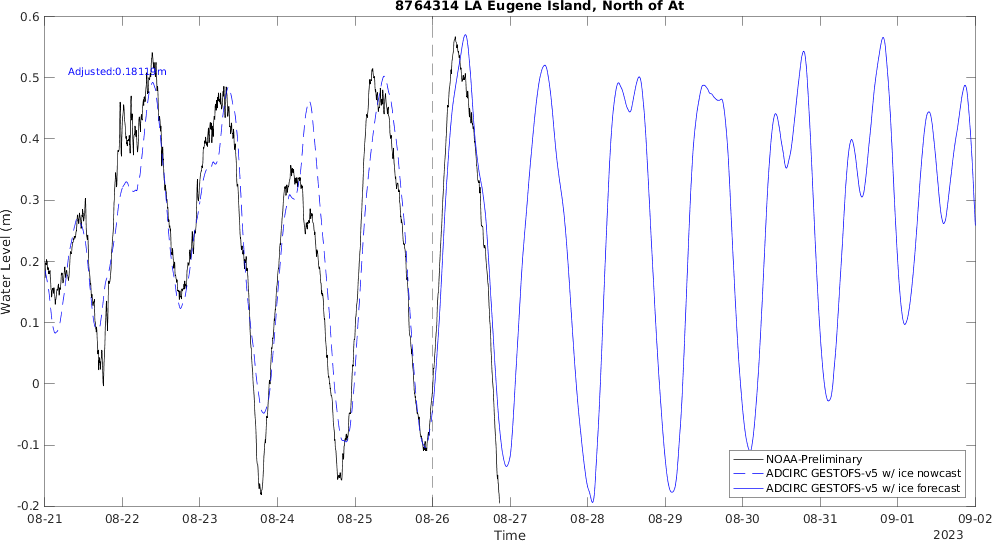 8764314 LA Eugene Island, North of At
0.6
0.5
0.4
0.3
0.2
0.1
0
-0.1
-0.2
Water Level (m)
NOAA-Preliminary
ADCIRC GESTOFS-v5 w/ ice nowcast
ADCIRC GESTOFS-v5 w/ ice forecast
08-21 08-22 08-23 08-24 08-25 08-26 08-27 08-28 08-29 08-30 08-31 09-01 09-02
Time
2023